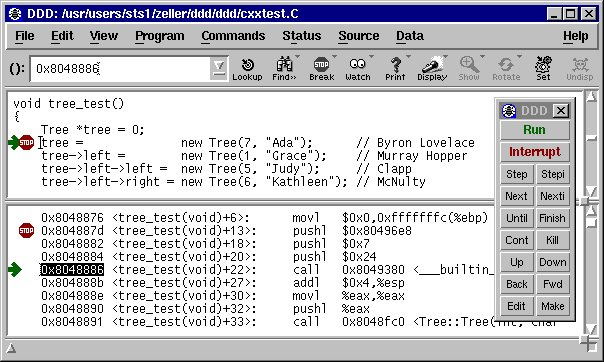 DDD: /usr/users/sts1/zeller/ddd/ddd/cxxtest.C
File Edit View Program Commands Status Source Data Help
(): 0x8048886
Lookup Find>> Break Watch Print Display Show Rotate Set Undisp
STOP
void tree_test()
{
Tree *tree = 0;
STOP tree = new Tree(7, "Ada"); // Byron Lovelace
tree->left = new Tree(1, "Grace"); // Murray Hopper
tree->left->left = new Tree(5, "Judy"); // Clapp
tree->left->right = new Tree(6, "Kathleen"); // McNulty
0x8048876 <tree_test(void)+6>: movl $0x0,0xfffffffc(%ebp)
STOP 0x804887d <tree_test(void)+13>: pushl $0x80496e8
0x8048882 <tree_test(void)+18>: pushl $0x7
0x8048884 <tree_test(void)+20>: pushl $0x24
0x8048886 <tree_test(void)+22>: call 0x8049380 <___builtin_
0x804888b <tree_test(void)+27>: addl $0x4,%esp
0x804888e <tree_test(void)+30>: movl %eax,%eax
0x8048890 <tree_test(void)+32>: pushl %eax
0x8048891 <tree_test(void)+33>: call 0x8048fc0 <Tree::Tree(int, char
DDD
Run
Interrupt
Step Stepi
Next Nexti
Until Finish
Cont Kill
Up Down
Back Fwd
Edit Make